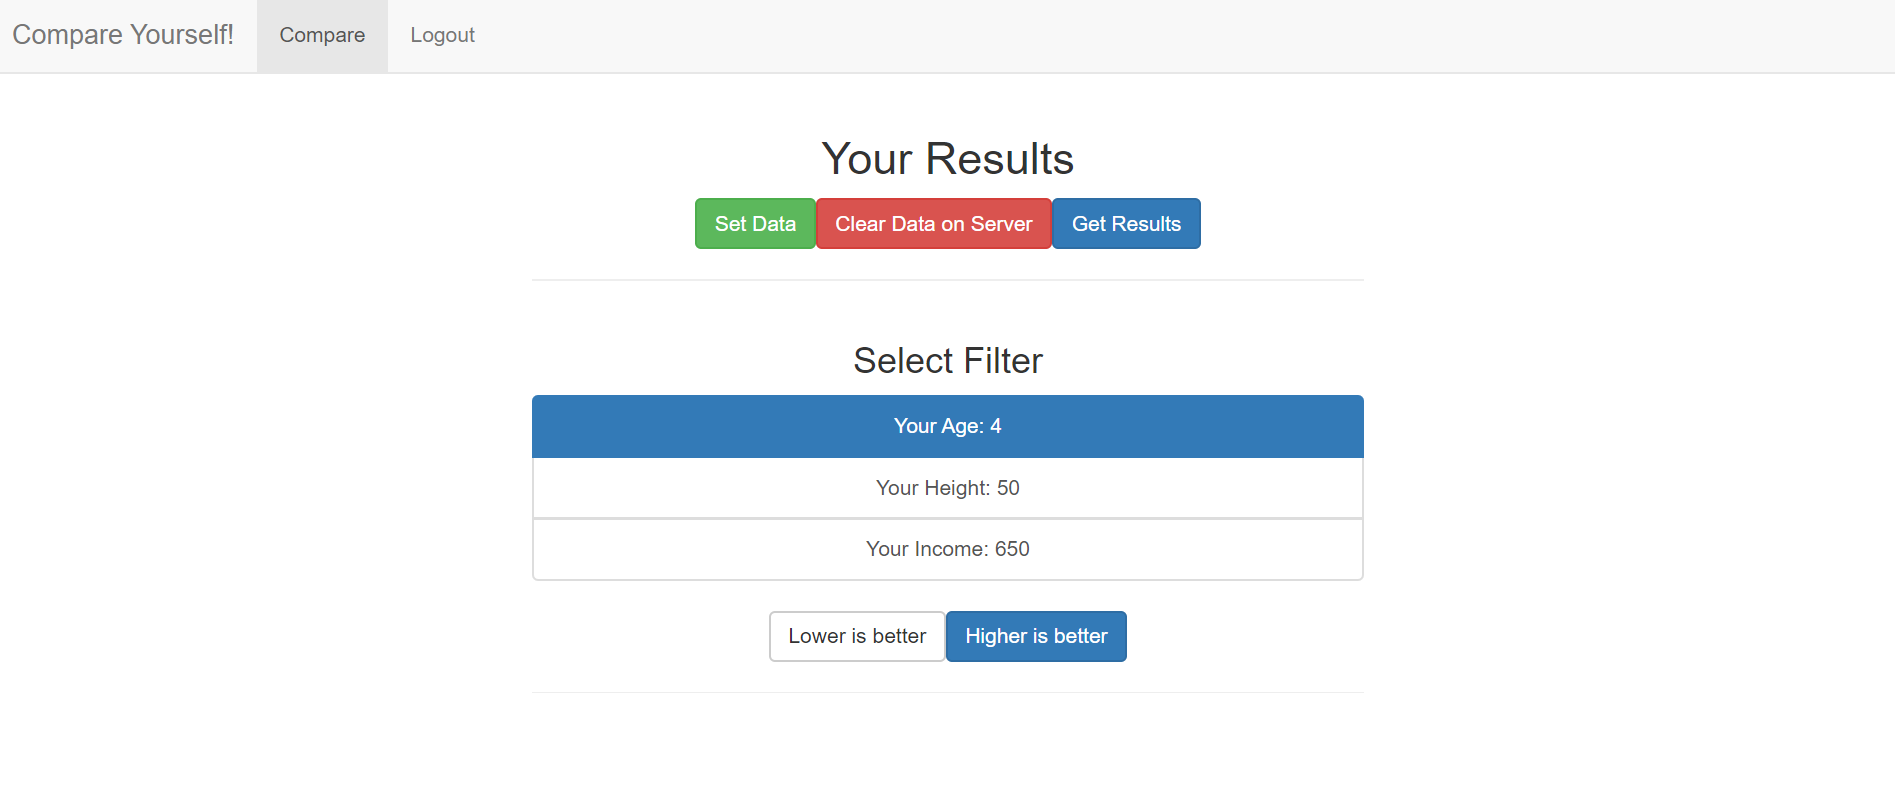 Compare Yourself! Compare Logout
Your Results
Set Data Clear Data on Server Get Results
Select Filter
Your Age: 4
Your Height: 50
Your Income: 650
Lower is better Higher is better